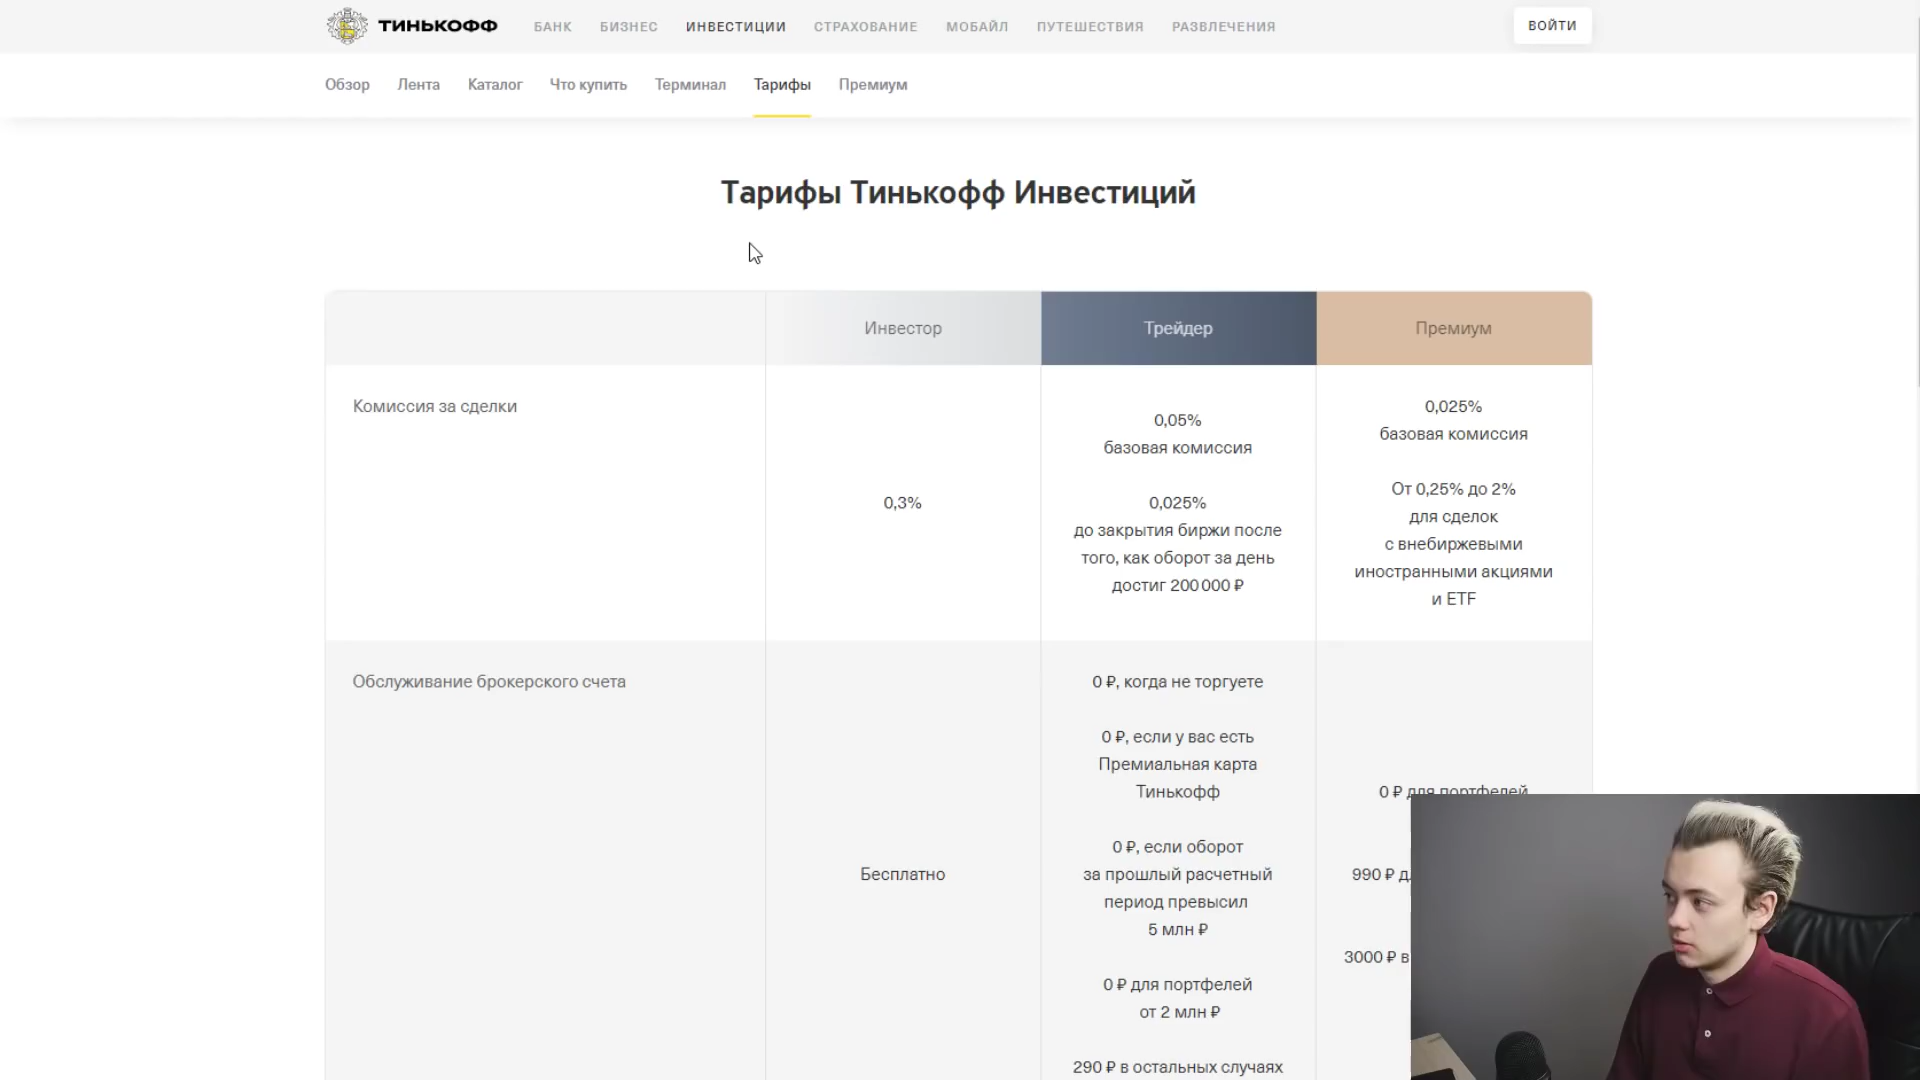 ТИНЬКОФФ
БАНК
БИЗНЕС
ИНВЕСТИЦИИ
СТРАХОВАНИЕ
МОБАЙЛ
ПУТЕШЕСТВИЯ
РАЗВЛЕЧЕНИЯ
ВОЙТИ
Обзор
Лента
Каталог
Что купить
Терминал
Тарифы
Премиум
Тарифы Тинькофф Инвестиций
Инвестор
Трейдер
Премиум
Комиссия за сделки
0,3%
0,05%
базовая комиссия
0,025%
до закрытия биржи после
того, как оборот за день
достиг 200 000 ₽
0,025%
базовая комиссия
От 0,25% до 2%
для сделок
с внебиржевыми
иностранными акциями
и ETF
Обслуживание брокерского счета
Бесплатно
0 ₽, когда не торгуете
0 ₽, если у вас есть
Премиальная карта
Тинькофф
0 ₽, если оборот
за прошлый расчетный
период превысил
5 млн ₽
0 ₽ для портфелей
от 2 млн ₽
290 ₽ в остальных случаях
0 ₽ для портфелей
990 ₽ д
3000 ₽ в